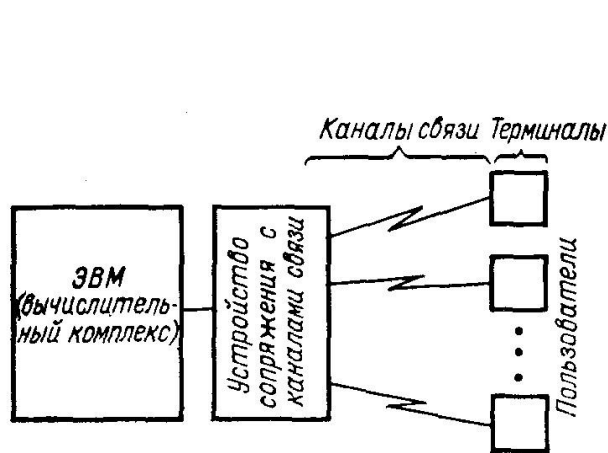 Каналы связи Терминалы
ЭВМ
(вычислитель-
ный комплекс)
Устройство
сопряжения с
каналами связи
Пользователи